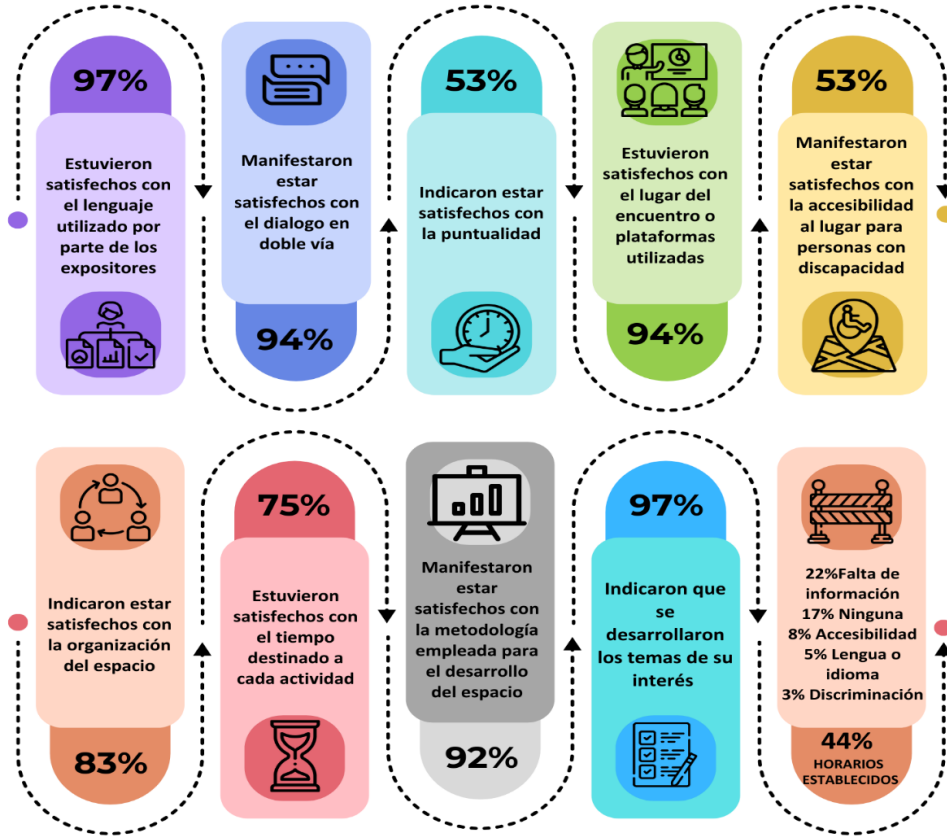 97%
Estuvieron
satisfechos con
el lenguaje
utilizado por
parte de los
expositores
Manifestaron
estar
satisfechos con
el dialogo en
doble vía
94%
53%
Indicaron estar
satisfechos con
la puntualidad
Estuvieron
satisfechos con
el lugar del
encuentro o
plataformas
utilizadas
94%
53%
Manifestaron
estar
satisfechos con
la accesibilidad
al lugar para
personas con
discapacidad
Indicaron estar
satisfechos con
la organización
del espacio
83%
75%
Estuvieron
satisfechos con
el tiempo
destinado a
cada actividad
Manifestaron
estar
satisfechos con
la metodología
empleada para
el desarrollo
del espacio
92%
97%
Indicaron que
se
desarrollaron
los temas de su
interés
22%Falta de
información
17% Ninguna
8% Accesibilidad
5% Lengua o
idioma
3% Discriminación
44%
HORARIOS
ESTABLECIDOS